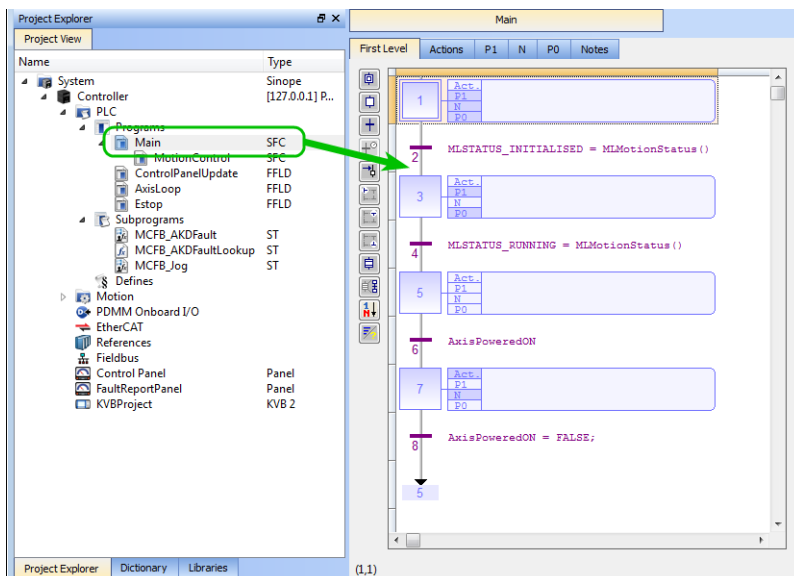 Project Explorer
Project View
Name Type
System Sinope
Controller [127.0.0.1] P...
PLC
Programs
Main SFC
MotionControl SFC
ControlPanelUpdate FFLD
AxisLoop FFLD
Estop FFLD
Subprograms
MCFB_AKDFault ST
MCFB_AKDFaultLookup ST
MCFB_Jog ST
Defines
Motion
PDMM Onboard I/O
EtherCAT
References
Fieldbus
Control Panel Panel
FaultReportPanel Panel
KVBProject KVB 2
Project Explorer Dictionary Libraries
Main
First Level Actions P1 N P0 Notes
1
Act.
P1
N
P0
2 MLSTATUS_INITIALISED = MLMotionStatus()
3
Act.
P1
N
P0
4 MLSTATUS_RUNNING = MLMotionStatus()
5
Act.
P1
N
P0
6 AxisPoweredON
7
Act.
P1
N
P0
8 AxisPoweredON = FALSE;
5
(1,1)